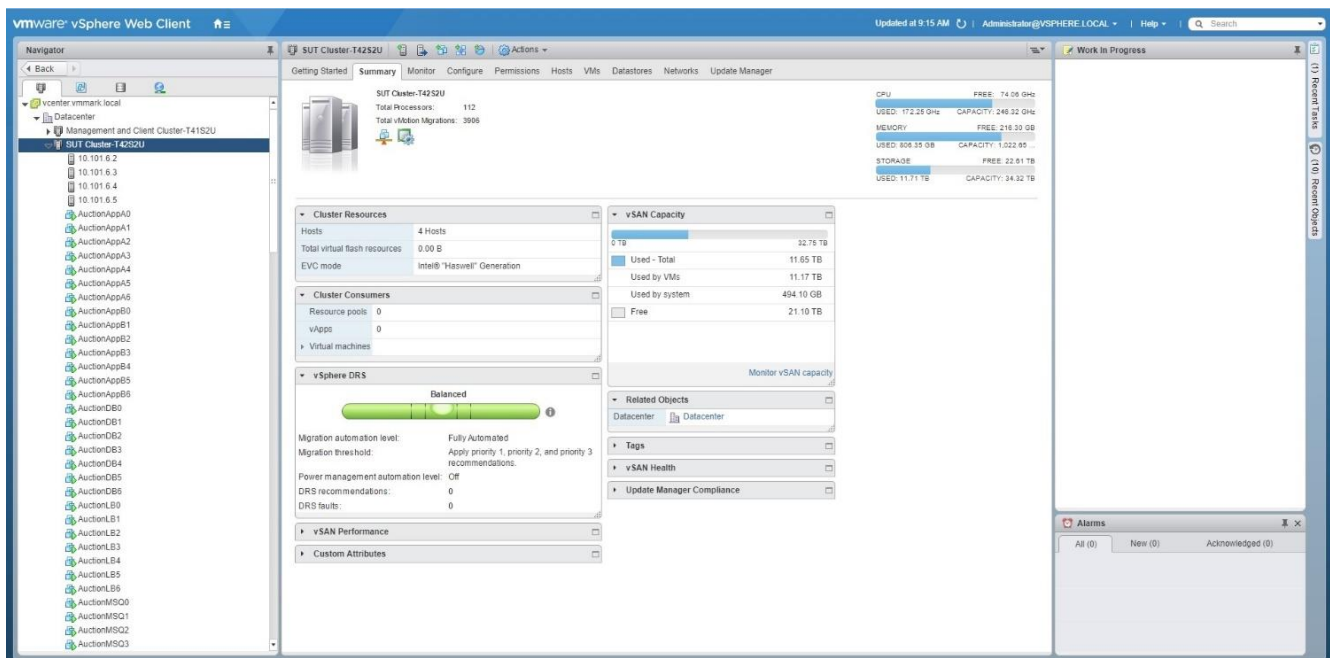 vmware® vSphere Web Client
Updated at 9:15 AM | Administrator@VSPHERE.LOCAL | Help | Search
Navigator
Back
vcenter.vmmark.local
Datacenter
Management and Client Cluster-T41S2U
SUT Cluster-T42S2U
10.101.6.2
10.101.6.3
10.101.6.4
10.101.6.5
AuctionAppA0
AuctionAppA1
AuctionAppA2
AuctionAppA3
AuctionAppA4
AuctionAppA5
AuctionAppA6
AuctionAppB0
AuctionAppB1
AuctionAppB2
AuctionAppB3
AuctionAppB4
AuctionAppB5
AuctionAppB6
AuctionDB0
AuctionDB1
AuctionDB2
AuctionDB3
AuctionDB4
AuctionDB5
AuctionDB6
AuctionLB0
AuctionLB1
AuctionLB2
AuctionLB3
AuctionLB4
AuctionLB5
AuctionLB6
AuctionMSQ0
AuctionMSQ1
AuctionMSQ2
AuctionMSQ3
SUT Cluster-T42S2U Actions
Getting Started Summary Monitor Configure Permissions Hosts VMs Datastores Networks Update Manager
SUT Cluster-T42S2U
Total Processors: 112
Total vMotion Migrations: 3906
CPU FREE: 74.06 GHz
USED: 172.25 GHz CAPACITY: 246.32 GHz
MEMORY FREE: 216.30 GB
USED: 806.35 GB CAPACITY: 1,022.65 ...
STORAGE FREE: 22.61 TB
USED: 11.71 TB CAPACITY: 34.32 TB
Cluster Resources
Hosts 4 Hosts
Total virtual flash resources 0.00 B
EVC mode Intel® "Haswell" Generation
Cluster Consumers
Resource pools 0
vApps 0
Virtual machines
vSphere DRS
Balanced
Migration automation level: Fully Automated
Migration threshold: Apply priority 1, priority 2, and priority 3
recommendations.
Power management automation level: Off
DRS recommendations: 0
DRS faults: 0
vSAN Performance
Custom Attributes
vSAN Capacity
0 TB 32.75 TB
Used - Total 11.65 TB
Used by VMs 11.17 TB
Used by system 494.10 GB
Free 21.10 TB
Monitor vSAN capacity
Related Objects
Datacenter Datacenter
Tags
vSAN Health
Update Manager Compliance
Work In Progress
Alarms
All (0) New (0) Acknowledged (0)
(1) Recent Tasks
(10) Recent Objects